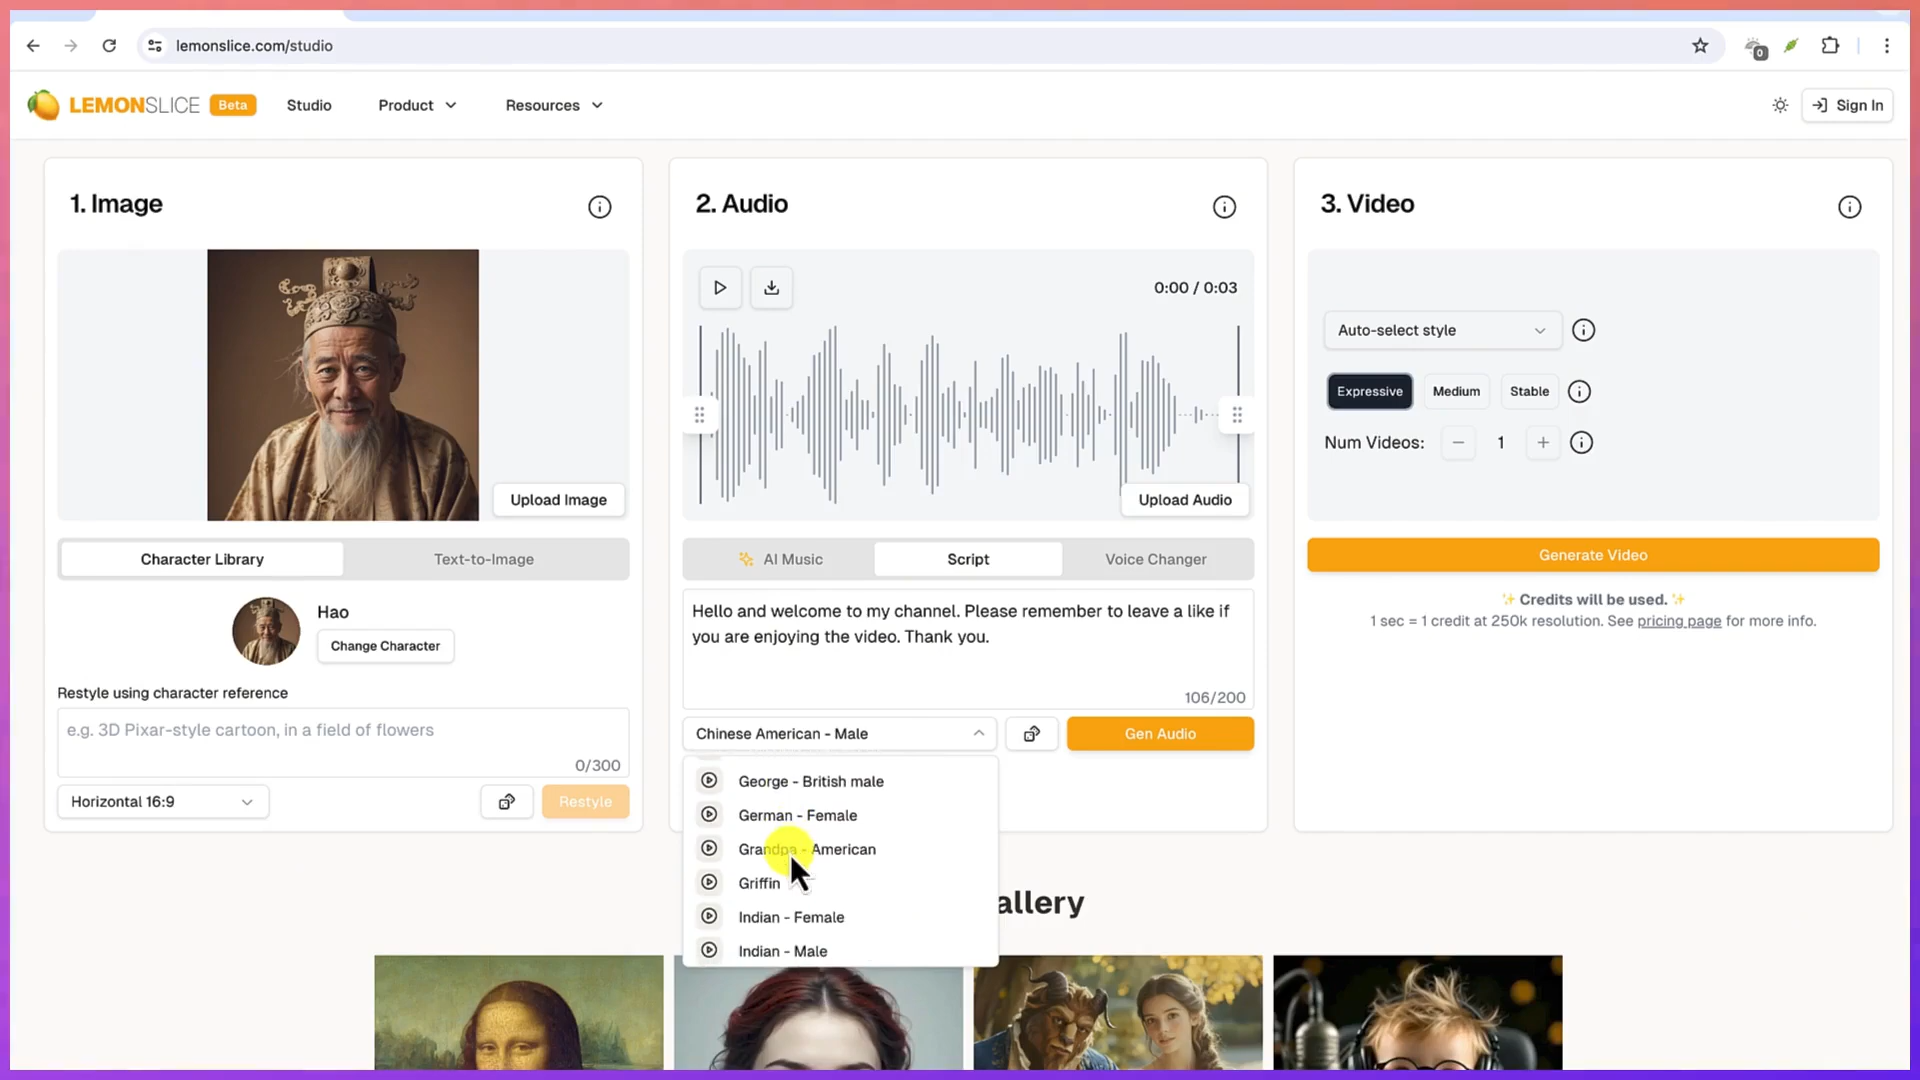 lemonslice.com/studio
0
LEMONSLICE Beta Studio Product Resources Sign In
1. Image
Upload Image
Character Library Text-to-Image
Hao
Change Character
Restyle using character reference
e.g. 3D Pixar-style cartoon, in a field of flowers
0/300
Horizontal 16:9 Restyle
2. Audio
0:00 / 0:03
Upload Audio
AI Music Script Voice Changer
Hello and welcome to my channel. Please remember to leave a like if
you are enjoying the video. Thank you.
106/200
Chinese American - Male Gen Audio
George - British male
German - Female
Grandpa - American
Griffin
Indian - Female
Indian - Male
3. Video
Auto-select style
Expressive Medium Stable
Num Videos: 1
Generate Video
✨ Credits will be used. ✨
1 sec = 1 credit at 250k resolution. See pricing page for more info.
allery